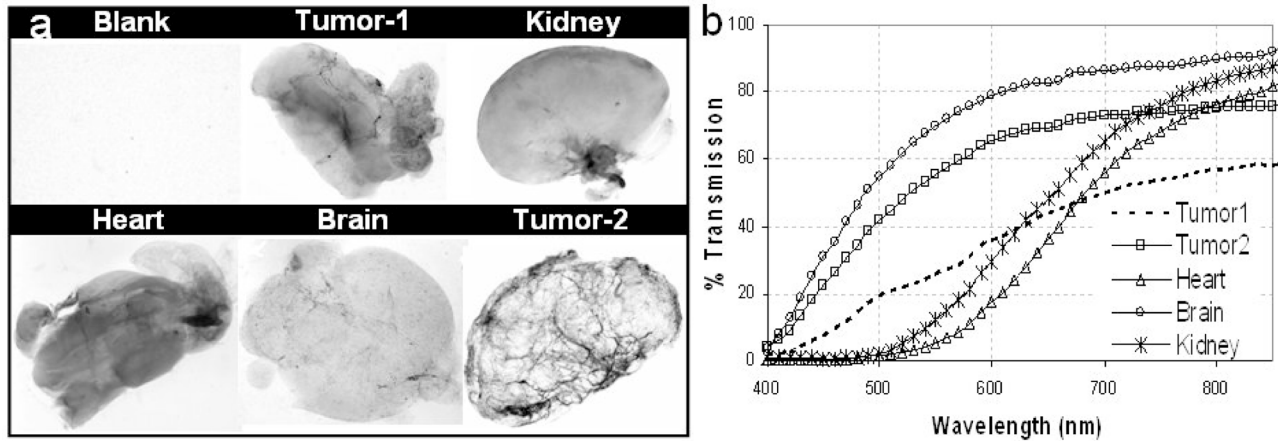 a
Blank Tumor-1 Kidney
Heart Brain Tumor-2
b
100
80
60
40
20
0
% Transmission
400 500 600 700 800
Wavelength (nm)
Tumor1
Tumor2
Heart
Brain
Kidney